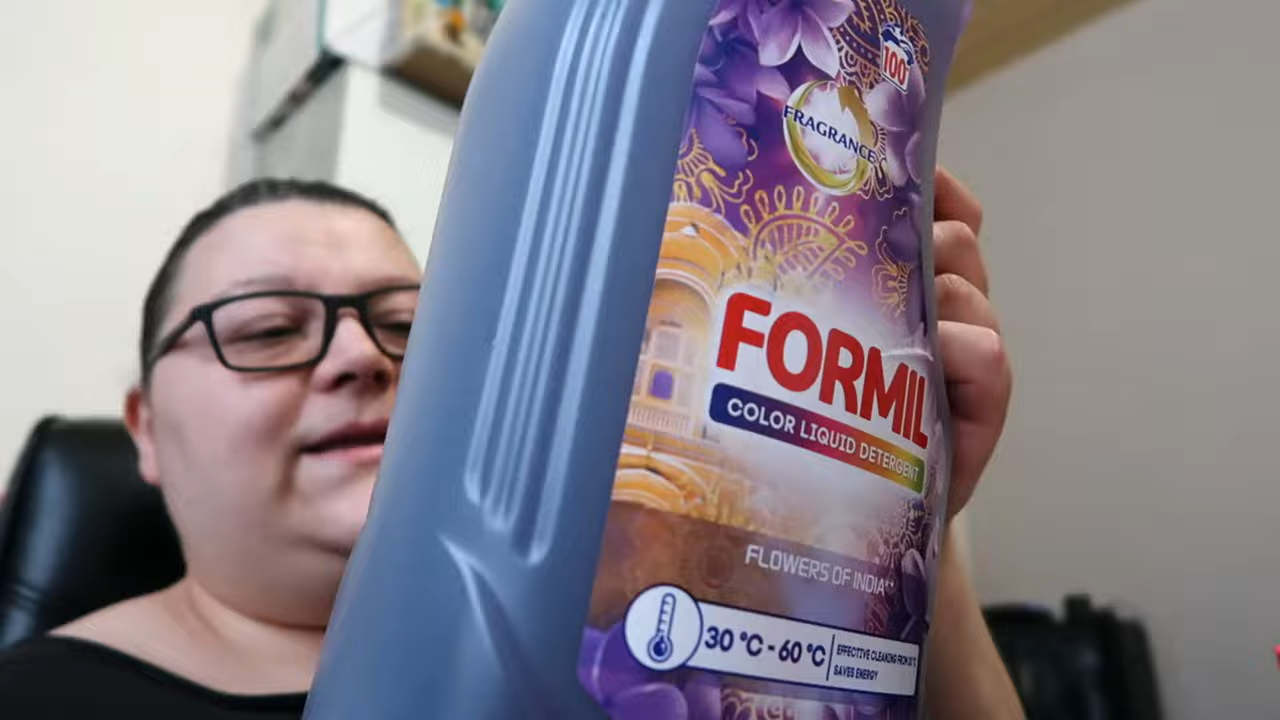 100
FRAGRANCE
FORMIL
COLOR LIQUID DETERGENT
FLOWERS OF INDIA**
30 °C - 60 °C
EFFECTIVE CLEANING FROM 30°C
SAVES ENERGY